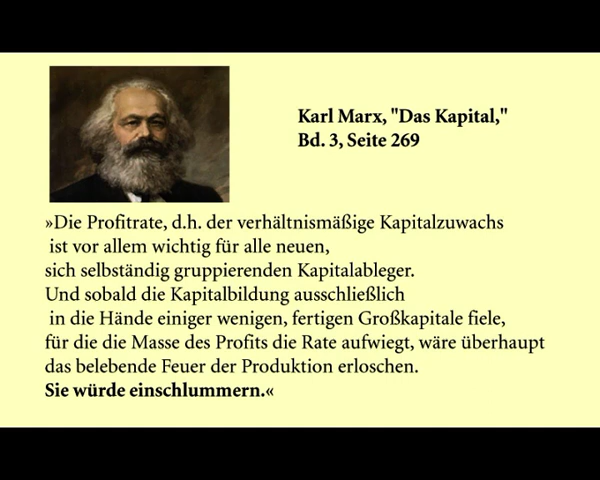 Karl Marx, "Das Kapital,"
Bd. 3, Seite 269
»Die Profitrate, d.h. der verhältnismäßige Kapitalzuwachs
ist vor allem wichtig für alle neuen,
sich selbständig gruppierenden Kapitalableger.
Und sobald die Kapitalbildung ausschließlich
in die Hände einiger wenigen, fertigen Großkapitale fiele,
für die die Masse des Profits die Rate aufwiegt, wäre überhaupt
das belebende Feuer der Produktion erloschen.
Sie würde einschlummern.«